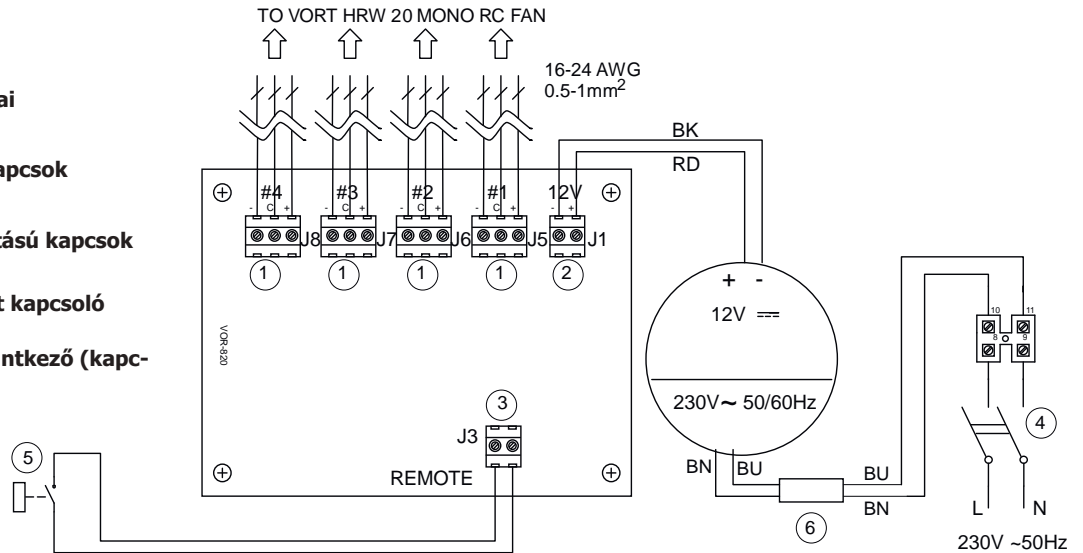 TO VORT HRW 20 MONO RC FAN
16-24 AWG
0.5-1mm²
ai
apcsok
tású kapcsok
t kapcsoló
ntkező (kapc-
BK
RD
#4 #3 #2 #1 12V
- C + - C + - C + - C + - +
J8 J7 J6 J5 J1
1 1 1 1 2
VOR-820
+ -
12V
230V~ 50/60Hz
10 11
8 9
4
3
J3
REMOTE
5
BN BU
BU
BN
6
L N
230V ~50Hz